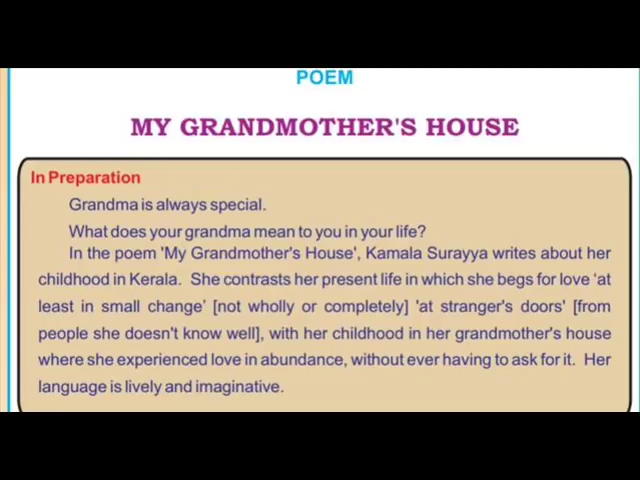 POEM
MY GRANDMOTHER'S HOUSE
In Preparation
Grandma is always special.
What does your grandma mean to you in your life?
In the poem 'My Grandmother's House', Kamala Surayya writes about her
childhood in Kerala. She contrasts her present life in which she begs for love ‘at
least in small change’ [not wholly or completely] 'at stranger's doors' [from
people she doesn't know well], with her childhood in her grandmother's house
where she experienced love in abundance, without ever having to ask for it. Her
language is lively and imaginative.